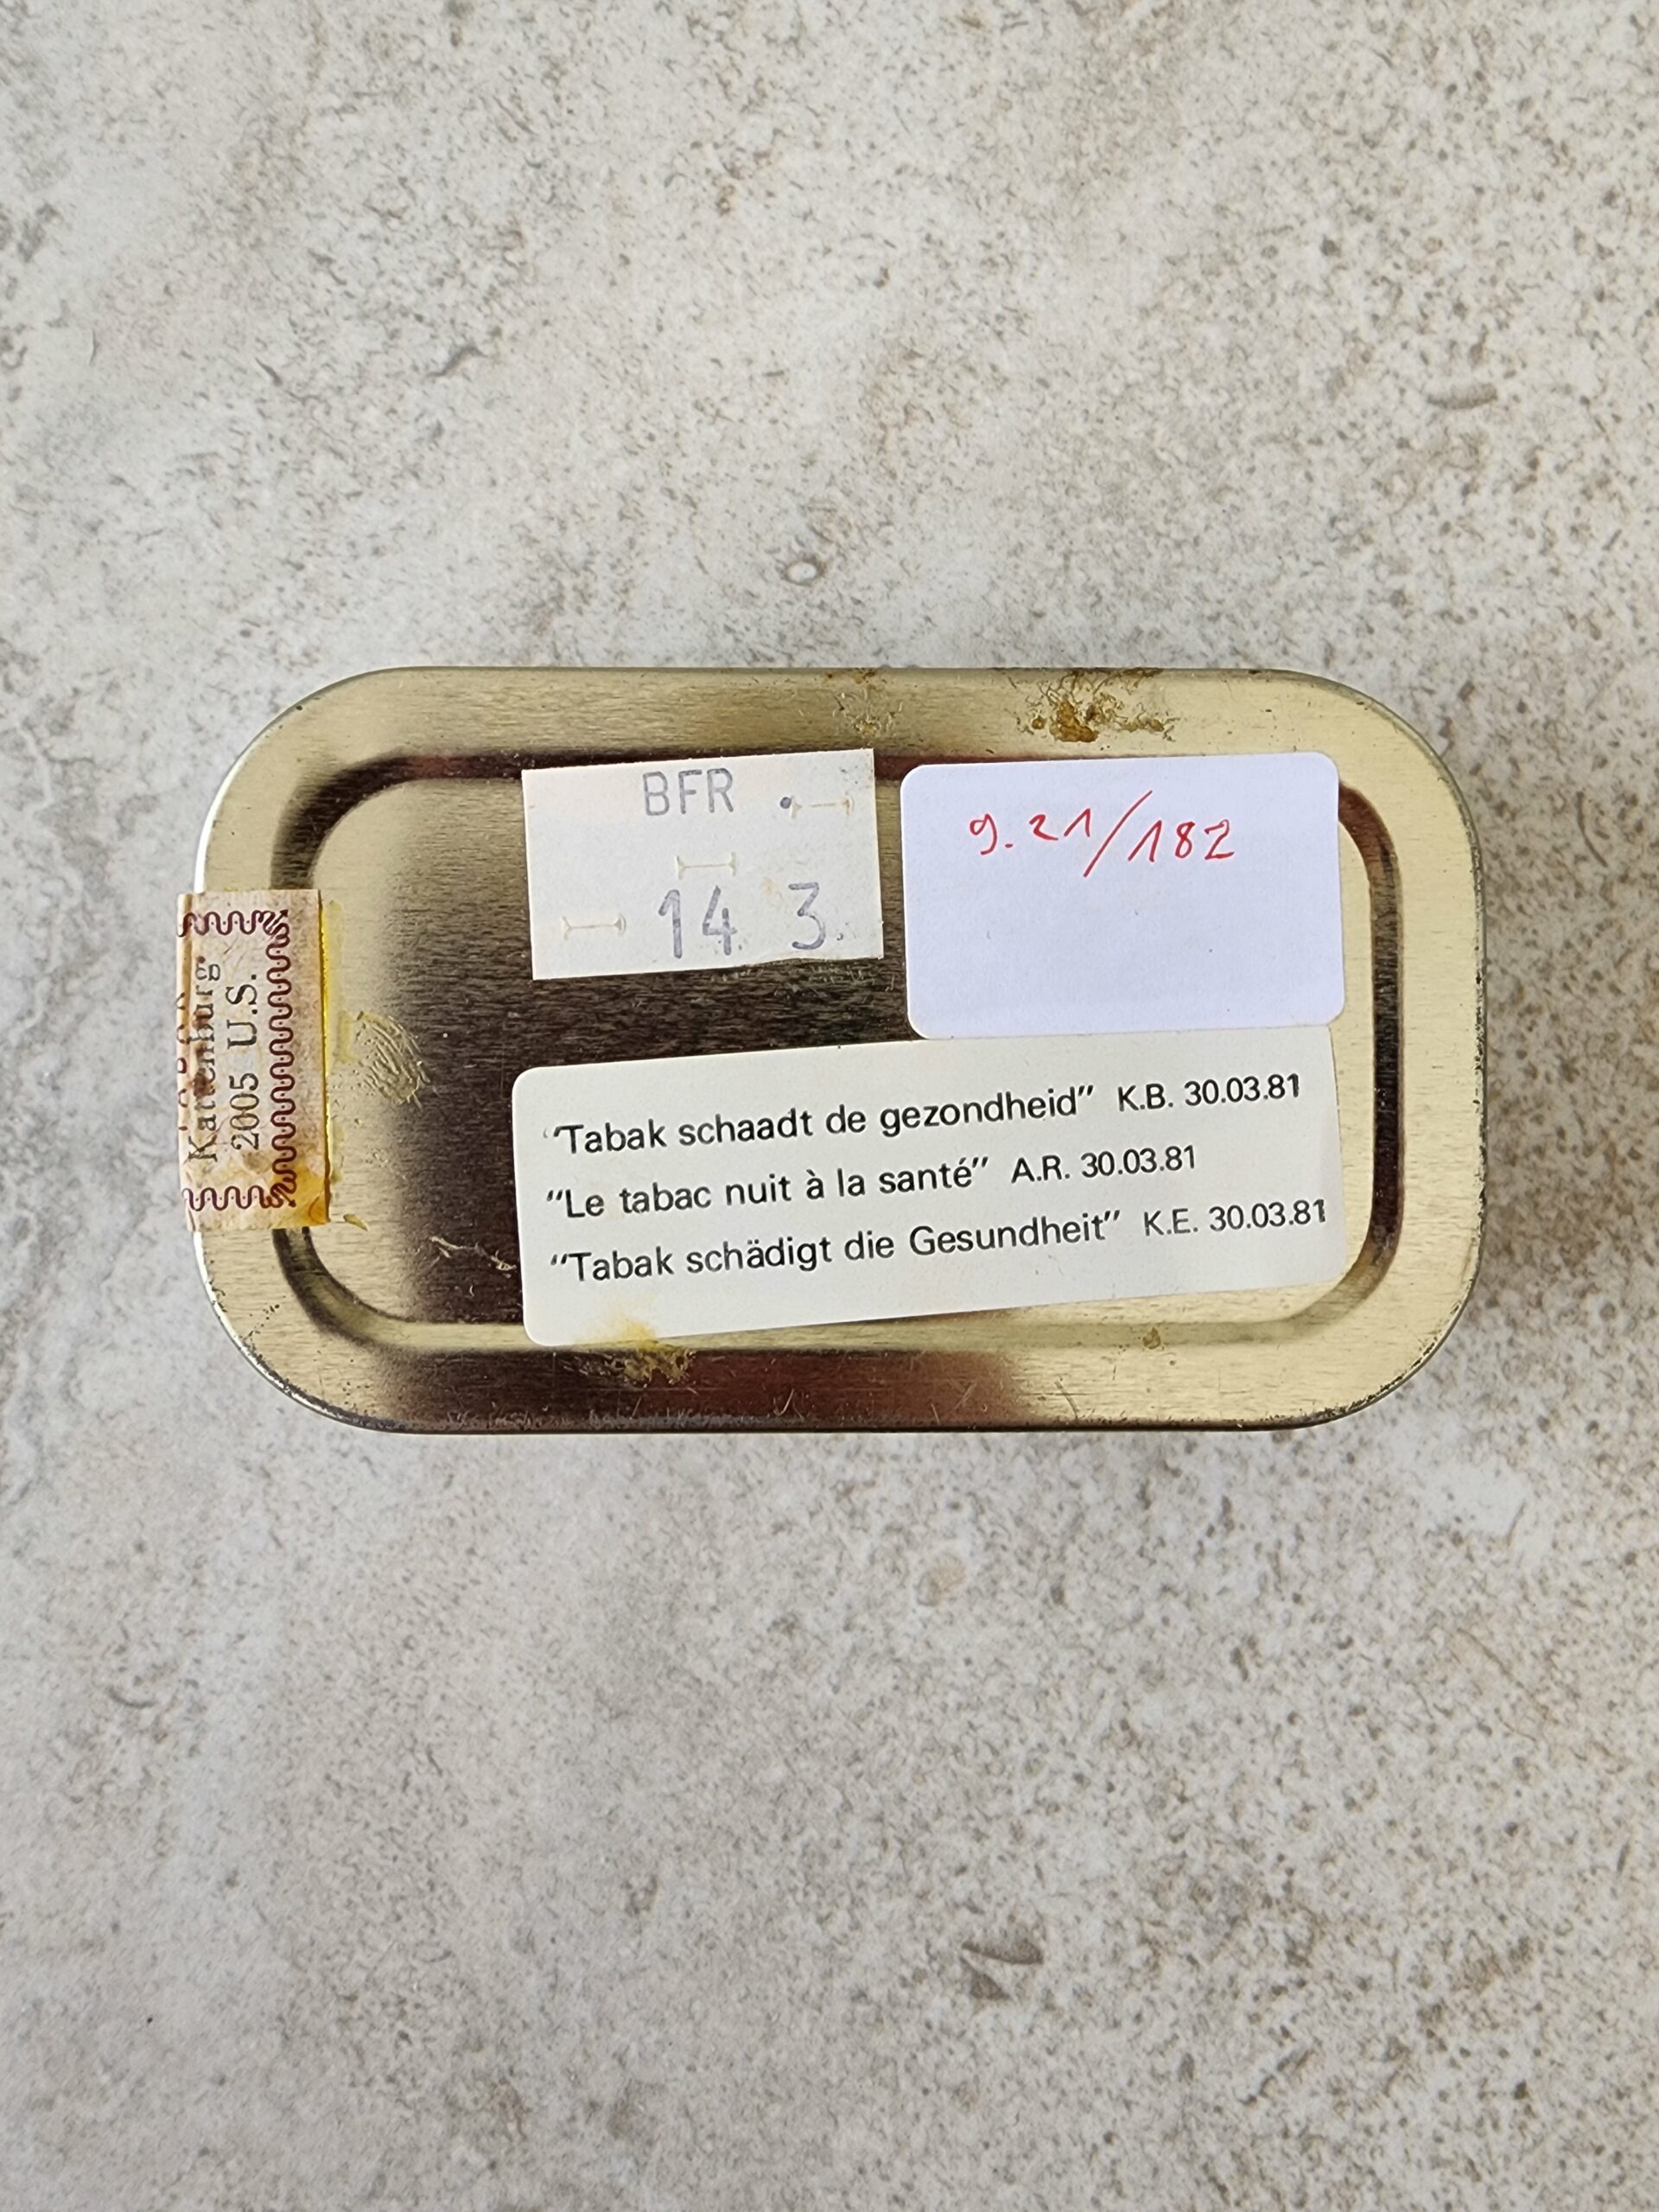 BFR
14 3
9.21/182
Kattenburg
2005 U.S.
"Tabak schaadt de gezondheid" K.B. 30.03.81
"Le tabac nuit à la santé" A.R. 30.03.81
"Tabak schädigt die Gesundheit" K.E. 30.03.81